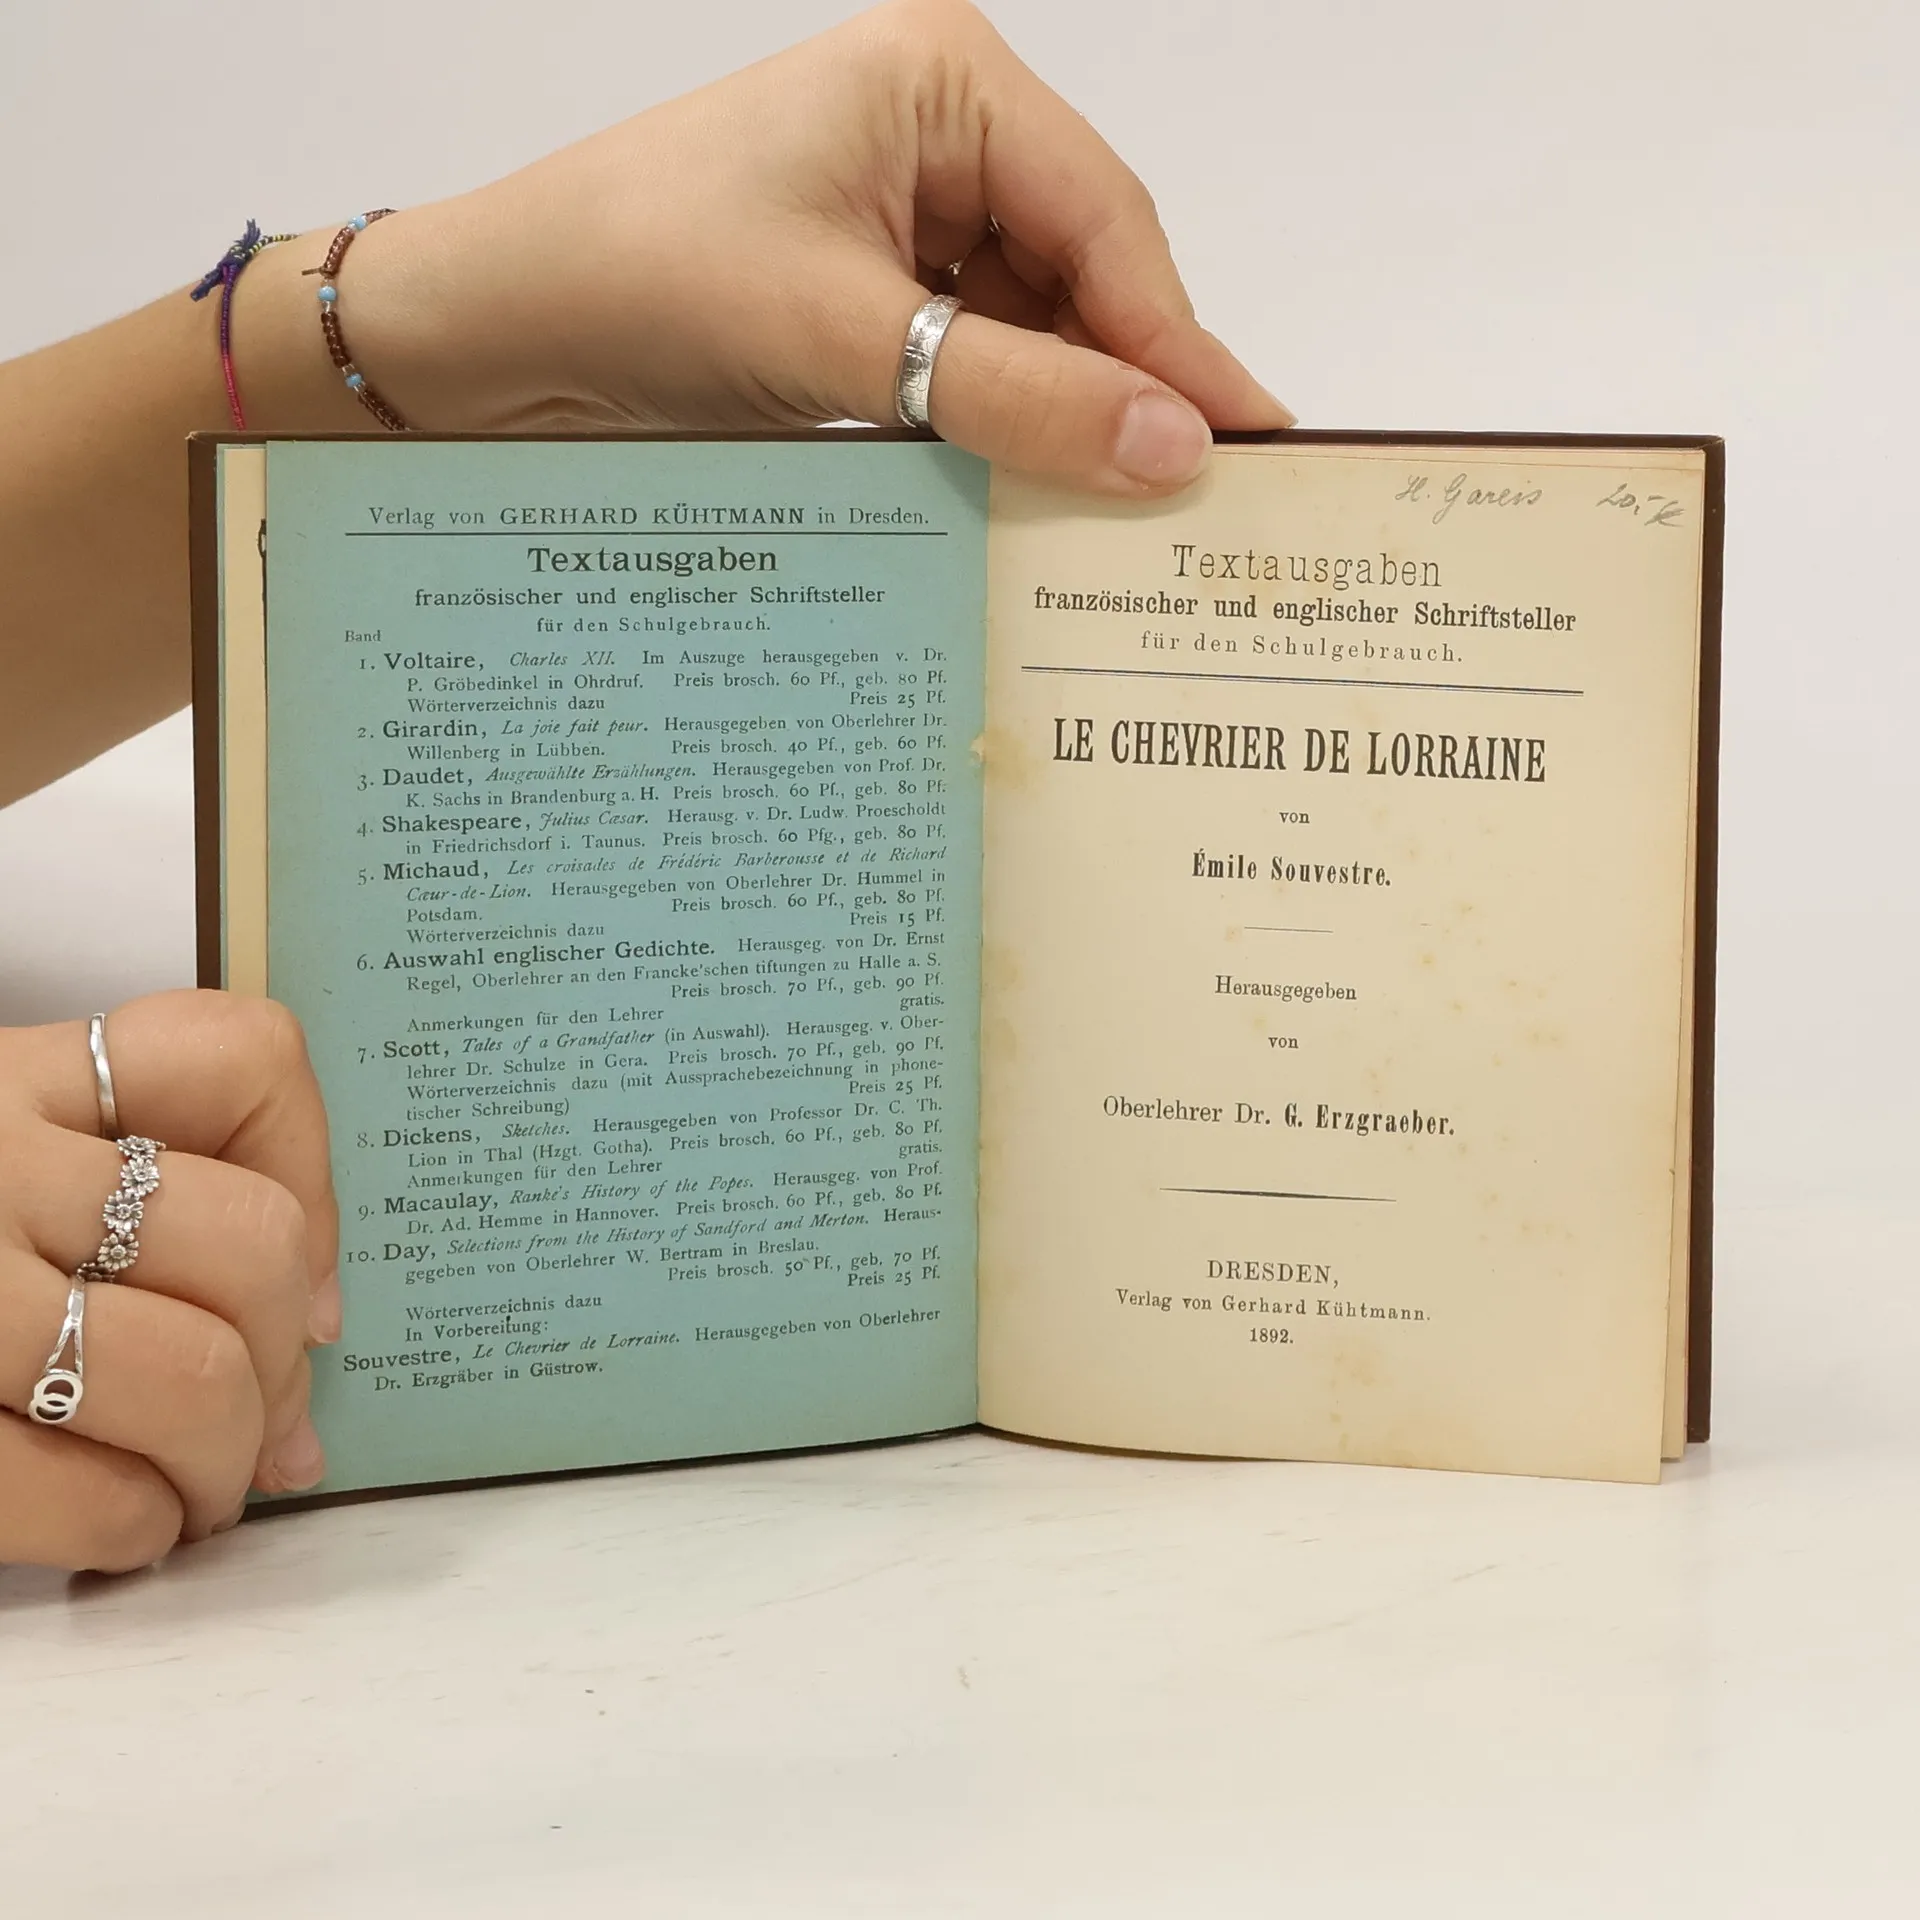 Verlag von GERHARD KÜHTMANN in Dresden.
Textausgaben
französischer und englischer Schriftsteller
für den Schulgebrauch.
Band
1. Voltaire, Charles XII. Im Auszuge herausgegeben v. Dr.
P. Gröbedinkel in Ohrdruf. Preis brosch. 60 Pf., geb. 80 Pf.
Wörterverzeichnis dazu Preis 25 Pf.
2. Girardin, La joie fait peur. Herausgegeben von Oberlehrer Dr.
Willenberg in Lübben. Preis brosch. 40 Pf., geb. 60 Pf.
3. Daudet, Ausgewählte Erzählungen. Herausgegeben von Prof. Dr.
K. Sachs in Brandenburg a. H. Preis brosch. 60 Pf., geb. 80 Pf.
4. Shakespeare, Julius Cæsar. Herausg. v. Dr. Ludw. Proescholdt
in Friedrichsdorf i. Taunus. Preis brosch. 60 Pfg., geb. 80 Pf.
5. Michaud, Les croisades de Frédéric Barberousse et de Richard
Cœur-de-Lion. Herausgegeben von Oberlehrer Dr. Hummel in
Potsdam. Preis brosch. 60 Pf., geb. 80 Pf.
Wörterverzeichnis dazu Preis 15 Pf.
6. Auswahl englischer Gedichte. Herausgeg. von Dr. Ernst
Regel, Oberlehrer an den Francke'schen tiftungen zu Halle a. S.
Preis brosch. 70 Pf., geb. 90 Pf.
Anmerkungen für den Lehrer gratis.
7. Scott, Tales of a Grandfather (in Auswahl). Herausgeg. v. Ober-
lehrer Dr. Schulze in Gera. Preis brosch. 70 Pf., geb. 90 Pf.
Wörterverzeichnis dazu (mit Aussprachebezeichnung in phone-
tischer Schreibung) Preis 25 Pf.
8. Dickens, Sketches. Herausgegeben von Professor Dr. C. Th.
Lion in Thal (Hzgt. Gotha). Preis brosch. 60 Pf., geb. 80 Pf.
Anmerkungen für den Lehrer gratis.
9. Macaulay, Ranke's History of the Popes. Herausgeg. von Prof.
Dr. Ad. Hemme in Hannover. Preis brosch. 60 Pf., geb. 80 Pf.
10. Day, Selections from the History of Sandford and Merton. Heraus-
gegeben von Oberlehrer W. Bertram in Breslau.
Preis brosch. 50 Pf., geb. 70 Pf.
Wörterverzeichnis dazu Preis 25 Pf.
In Vorbereitung:
Souvestre, Le Chevrier de Lorraine. Herausgegeben von Oberlehrer
Dr. Erzgräber in Güstrow.
H. Gareis 20,-
Textausgaben
französischer und englischer Schriftsteller
für den Schulgebrauch.
LE CHEVRIER DE LORRAINE
von
Émile Souvestre.
Herausgegeben
von
Oberlehrer Dr. G. Erzgraeber.
DRESDEN,
Verlag von Gerhard Kühtmann.
1892.